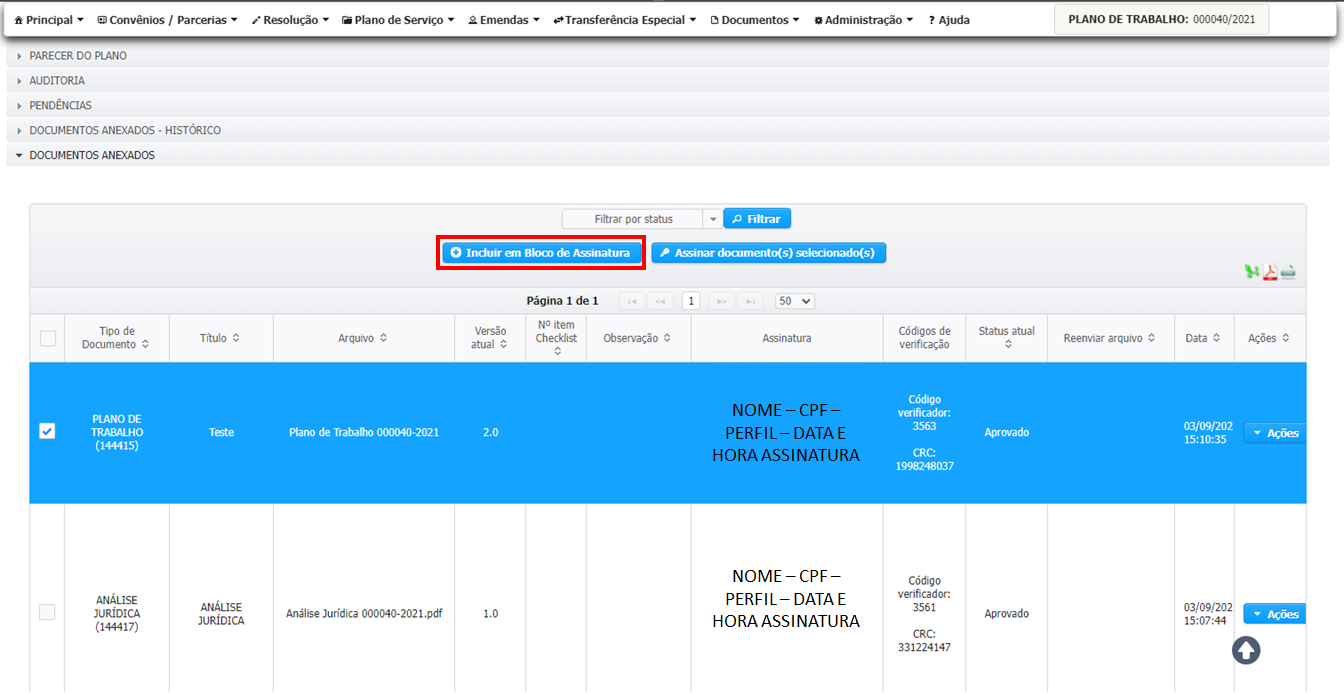 Principal Convênios / Parcerias Resolução Plano de Serviço Emendas Transferência Especial Documentos Administração ? Ajuda PLANO DE TRABALHO: 000040/2021
PARECER DO PLANO
AUDITORIA
PENDÊNCIAS
DOCUMENTOS ANEXADOS - HISTÓRICO
DOCUMENTOS ANEXADOS
Filtrar por status Filtrar
Incluir em Bloco de Assinatura Assinar documento(s) selecionado(s)
Página 1 de 1 1 50
Tipo de
Documento
Título
Arquivo
Versão
atual
Nº item
Checklist
Observação
Assinatura
Códigos de
verificação
Status atual
Reenviar arquivo
Data
Ações
PLANO DE
TRABALHO
(144415)
Teste
Plano de Trabalho 000040-2021
2.0
NOME – CPF –
PERFIL – DATA E
HORA ASSINATURA
Código
verificador:
3563
CRC:
1998248037
Aprovado
03/09/202
15:10:35
Ações
ANÁLISE
JURÍDICA
(144417)
ANÁLISE
JURÍDICA
Análise Jurídica 000040-2021.pdf
1.0
NOME – CPF –
PERFIL – DATA E
HORA ASSINATURA
Código
verificador:
3561
CRC:
331224147
Aprovado
03/09/202
15:07:44
Ações